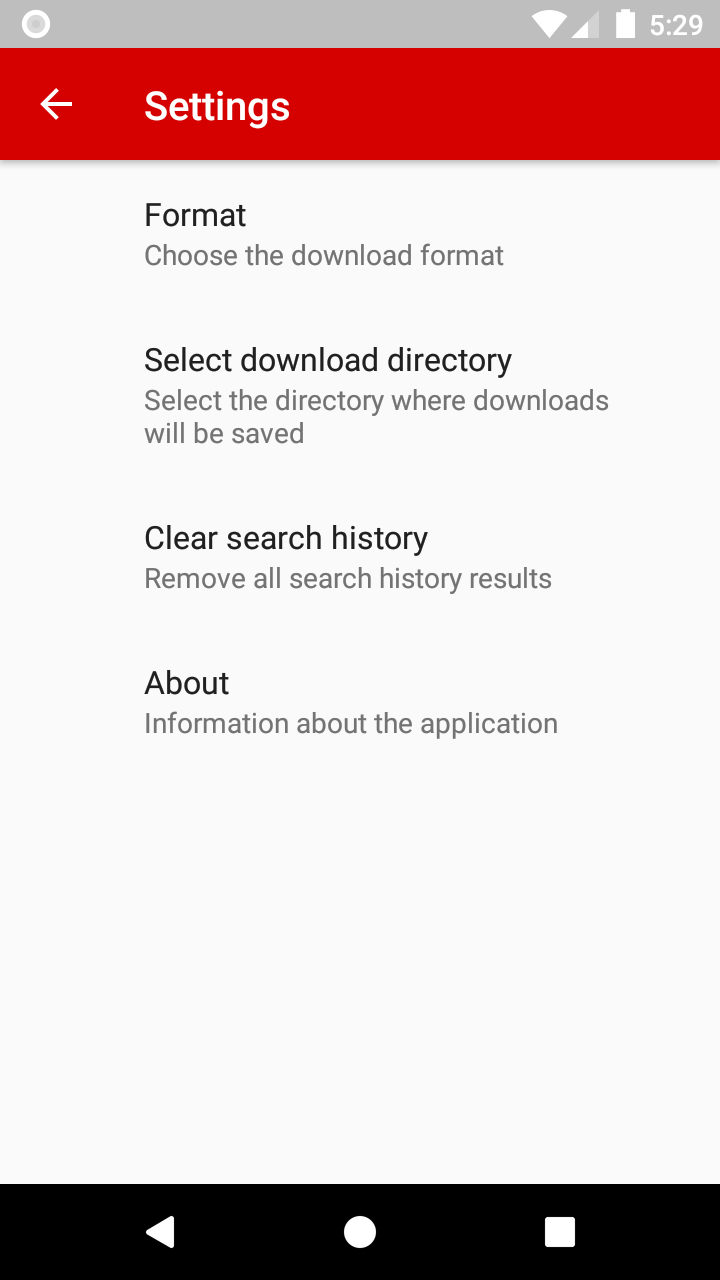 5:29
Settings
Format
Choose the download format
Select download directory
Select the directory where downloads
will be saved
Clear search history
Remove all search history results
About
Information about the application